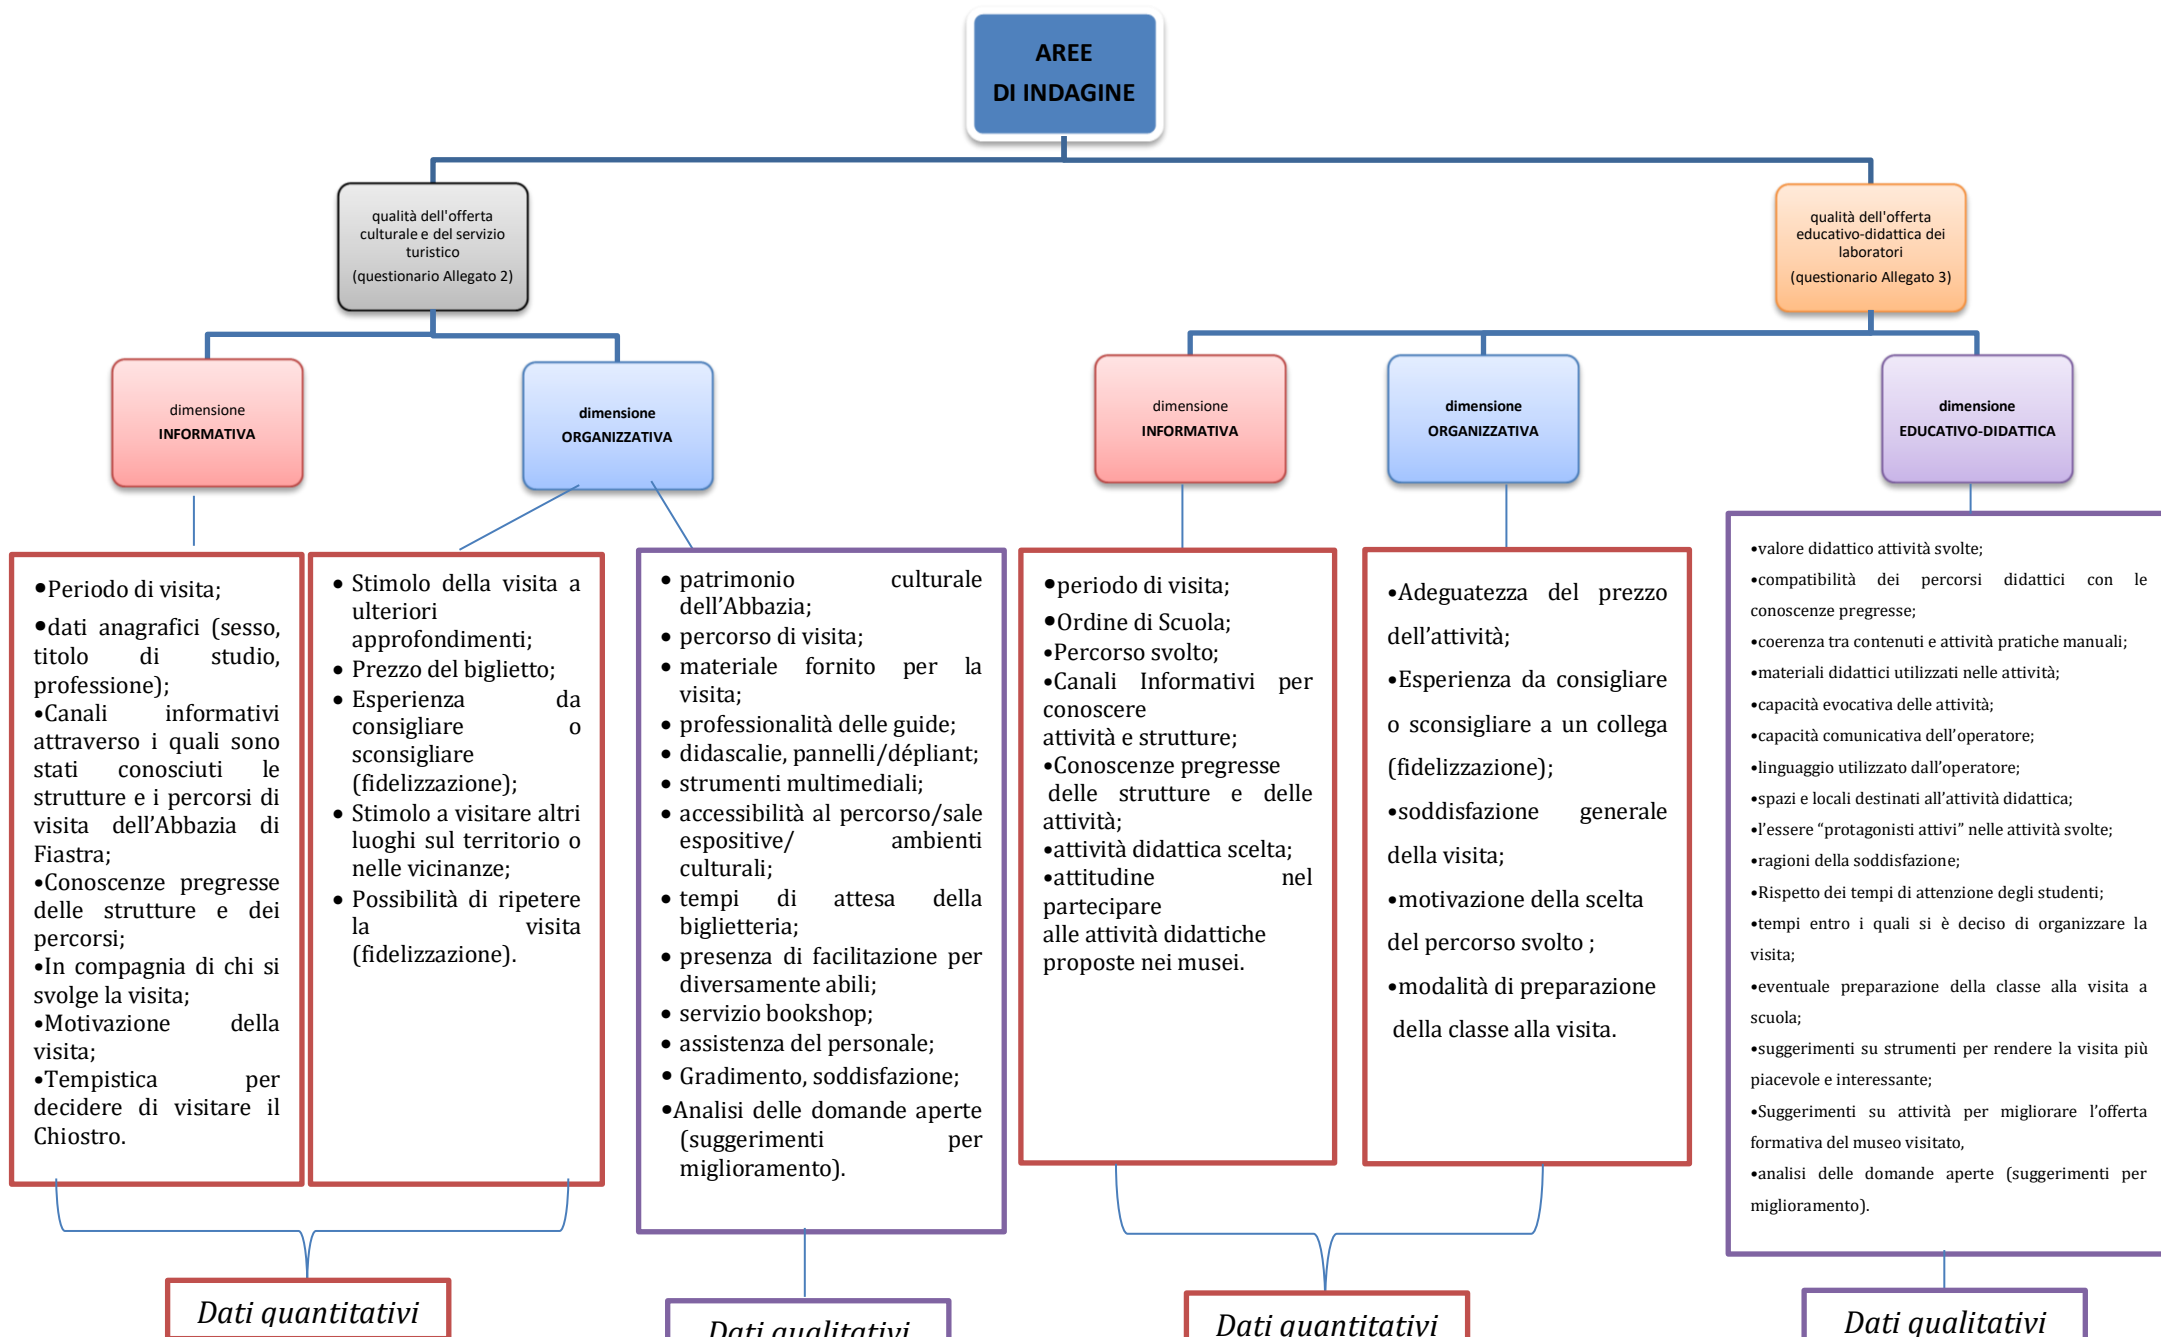 AREE
DI INDAGINE
qualità dell'offerta
culturale e del servizio
turistico
(questionario Allegato 2)
qualità dell'offerta
educativo-didattica dei
laboratori
(questionario Allegato 3)
dimensione
INFORMATIVA
dimensione
ORGANIZZATIVA
dimensione
INFORMATIVA
dimensione
ORGANIZZATIVA
dimensione
EDUCATIVO-DIDATTICA
•Periodo di visita;
•dati anagrafici (sesso,
titolo di studio,
professione);
•Canali informativi
attraverso i quali sono
stati conosciuti le
strutture e i percorsi di
visita dell’Abbazia di
Fiastra;
•Conoscenze pregresse
delle strutture e dei
percorsi;
•In compagnia di chi si
svolge la visita;
•Motivazione della
visita;
•Tempistica per
decidere di visitare il
Chiostro.
• Stimolo della visita a
ulteriori
approfondimenti;
• Prezzo del biglietto;
• Esperienza da
consigliare o
sconsigliare
(fidelizzazione);
• Stimolo a visitare altri
luoghi sul territorio o
nelle vicinanze;
• Possibilità di ripetere
la visita
(fidelizzazione).
• patrimonio culturale
dell’Abbazia;
• percorso di visita;
• materiale fornito per la
visita;
• professionalità delle guide;
• didascalie, pannelli/dépliant;
• strumenti multimediali;
• accessibilità al percorso/sale
espositive/ ambienti
culturali;
• tempi di attesa della
biglietteria;
• presenza di facilitazione per
diversamente abili;
• servizio bookshop;
• assistenza del personale;
• Gradimento, soddisfazione;
•Analisi delle domande aperte
(suggerimenti per
miglioramento).
•periodo di visita;
•Ordine di Scuola;
•Percorso svolto;
•Canali Informativi per
conoscere
attività e strutture;
•Conoscenze pregresse
delle strutture e delle
attività;
•attività didattica scelta;
•attitudine nel
partecipare
alle attività didattiche
proposte nei musei.
•Adeguatezza del prezzo
dell’attività;
•Esperienza da consigliare
o sconsigliare a un collega
(fidelizzazione);
•soddisfazione generale
della visita;
•motivazione della scelta
del percorso svolto ;
•modalità di preparazione
della classe alla visita.
•valore didattico attività svolte;
•compatibilità dei percorsi didattici con le
conoscenze pregresse;
•coerenza tra contenuti e attività pratiche manuali;
•materiali didattici utilizzati nelle attività;
•capacità evocativa delle attività;
•capacità comunicativa dell’operatore;
•linguaggio utilizzato dall’operatore;
•spazi e locali destinati all’attività didattica;
•l’essere “protagonisti attivi” nelle attività svolte;
•ragioni della soddisfazione;
•Rispetto dei tempi di attenzione degli studenti;
•tempi entro i quali si è deciso di organizzare la
visita;
•eventuale preparazione della classe alla visita a
scuola;
•suggerimenti su strumenti per rendere la visita più
piacevole e interessante;
•Suggerimenti su attività per migliorare l’offerta
formativa del museo visitato,
•analisi delle domande aperte (suggerimenti per
miglioramento).
Dati quantitativi
Dati qualitativi
Dati quantitativi
Dati qualitativi